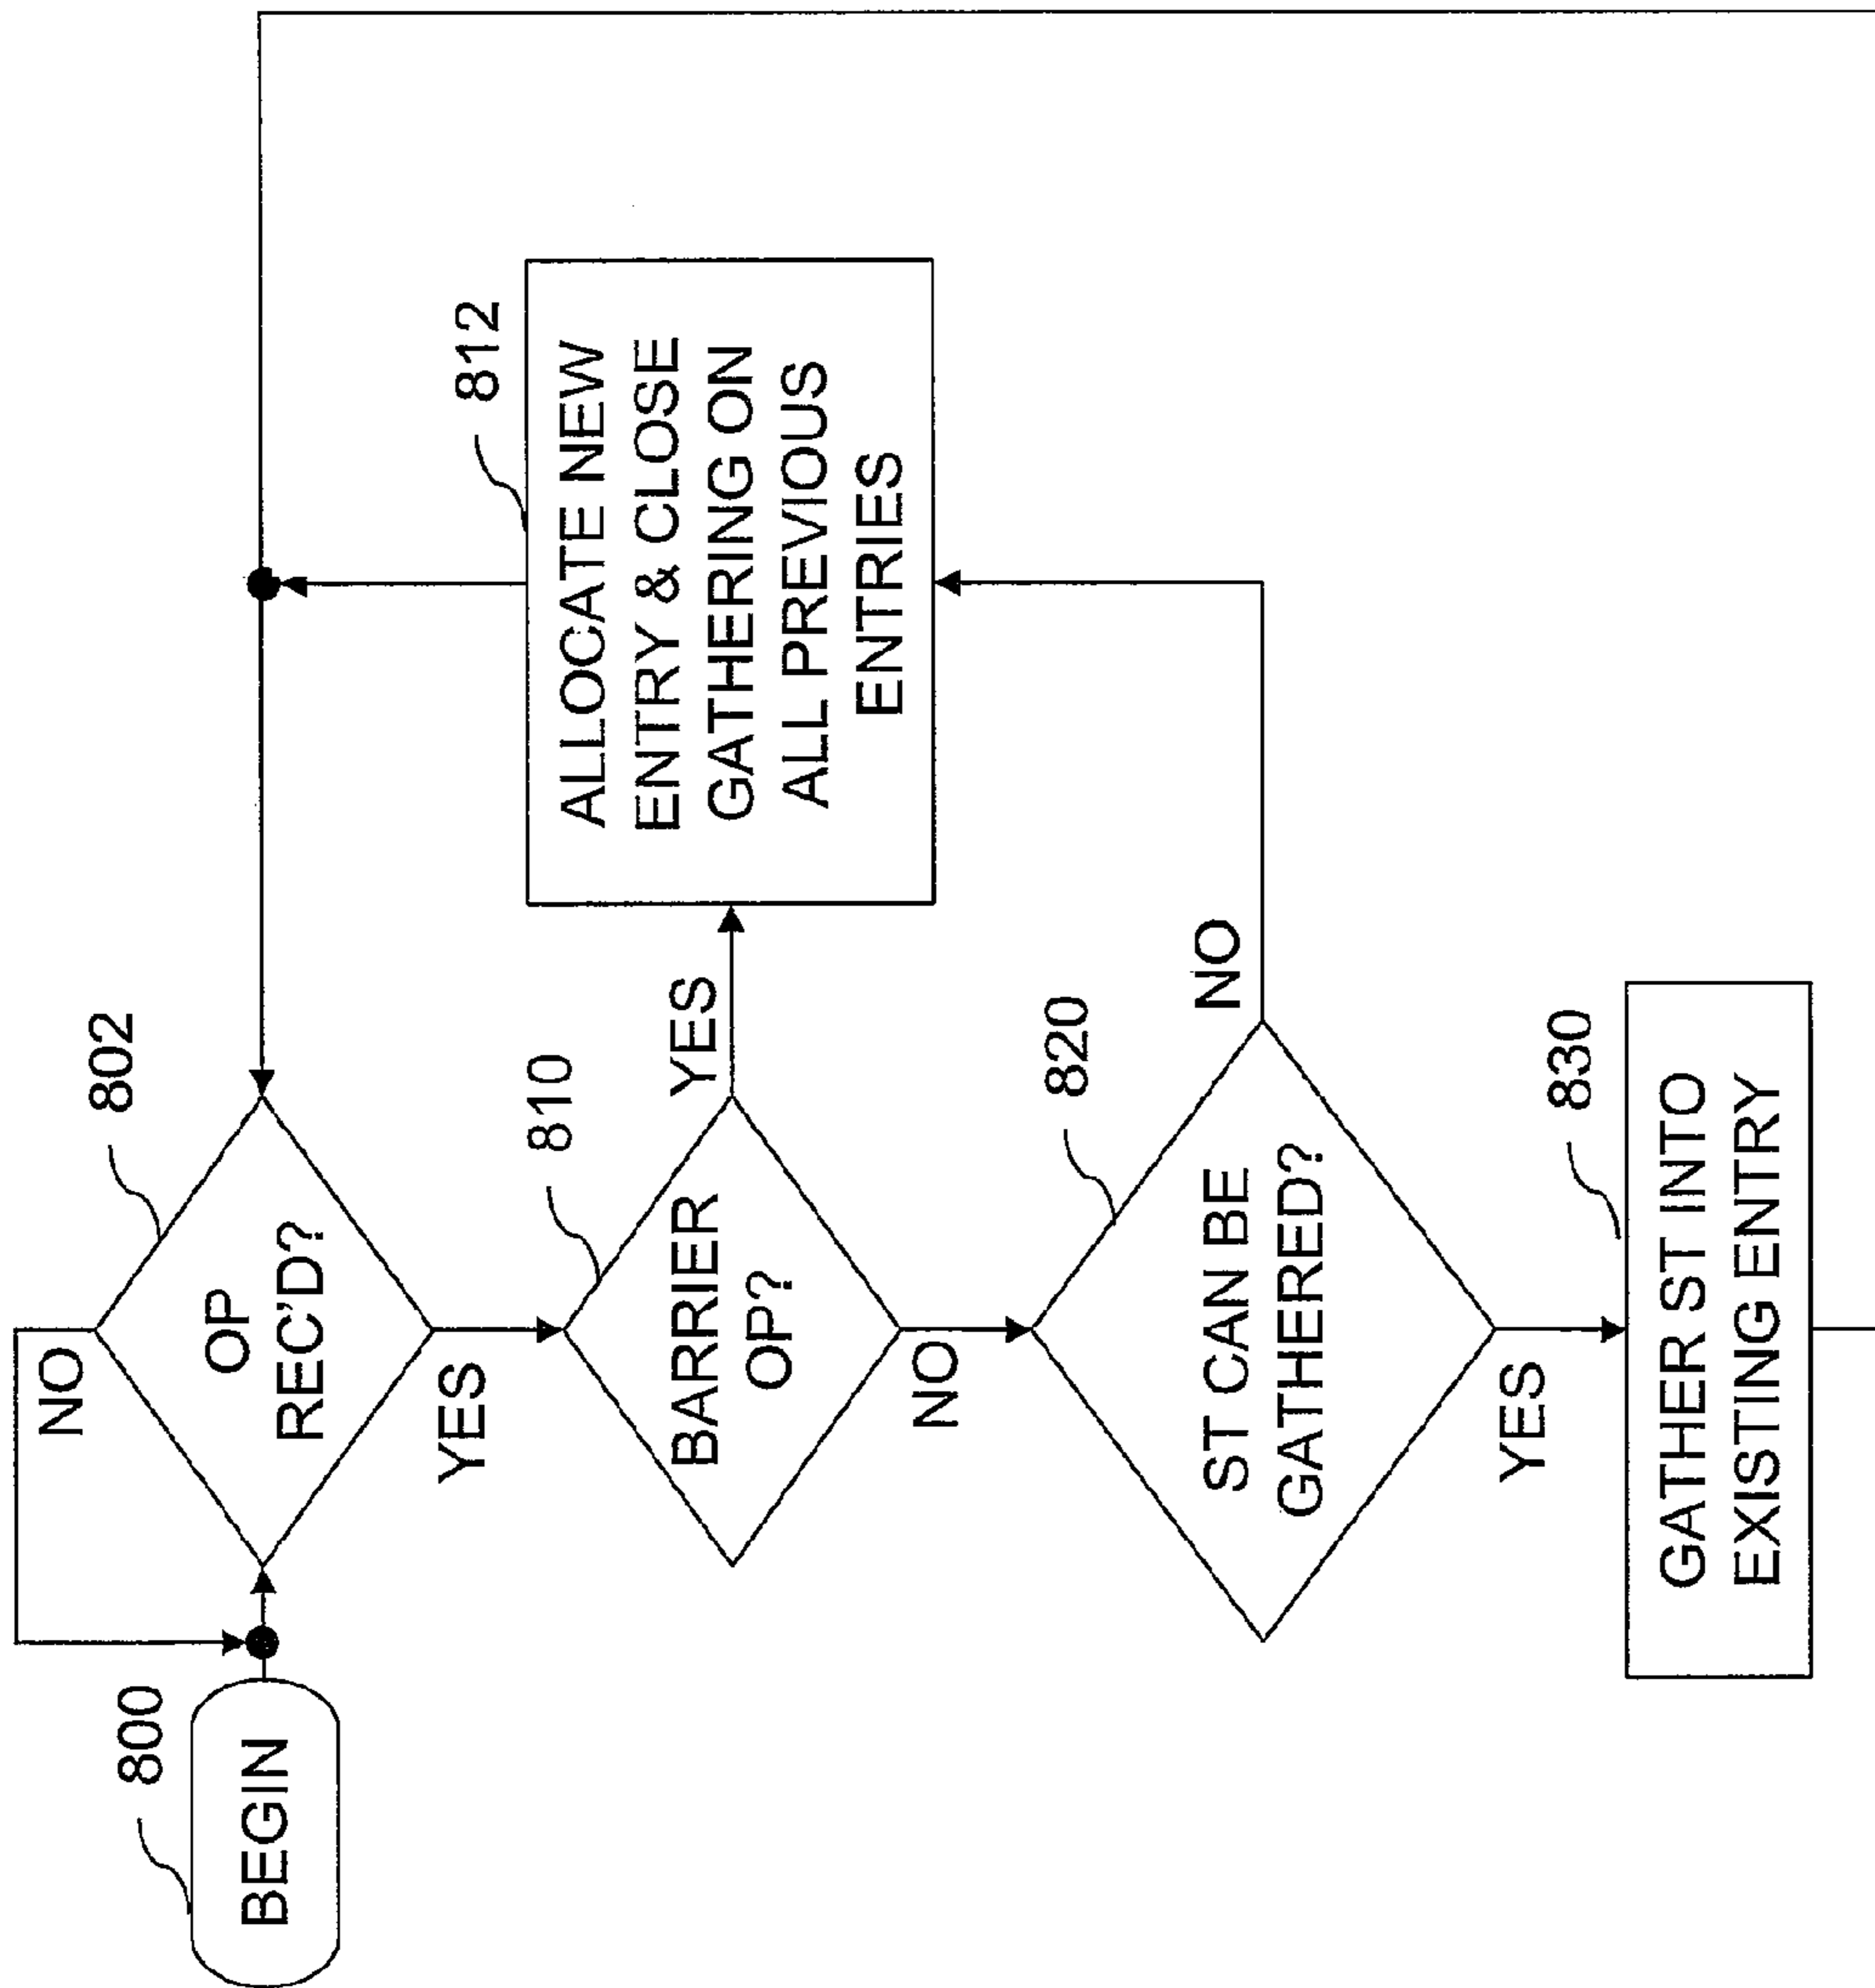 800
BEGIN
NO
802
OP
REC'D?
YES
810
BARRIER
OP?
YES
NO
812
ALLOCATE NEW
ENTRY & CLOSE
GATHERING ON
ALL PREVIOUS
ENTRIES
820
ST CAN BE
GATHERED?
NO
YES
830
GATHER ST INTO
EXISTING ENTRY